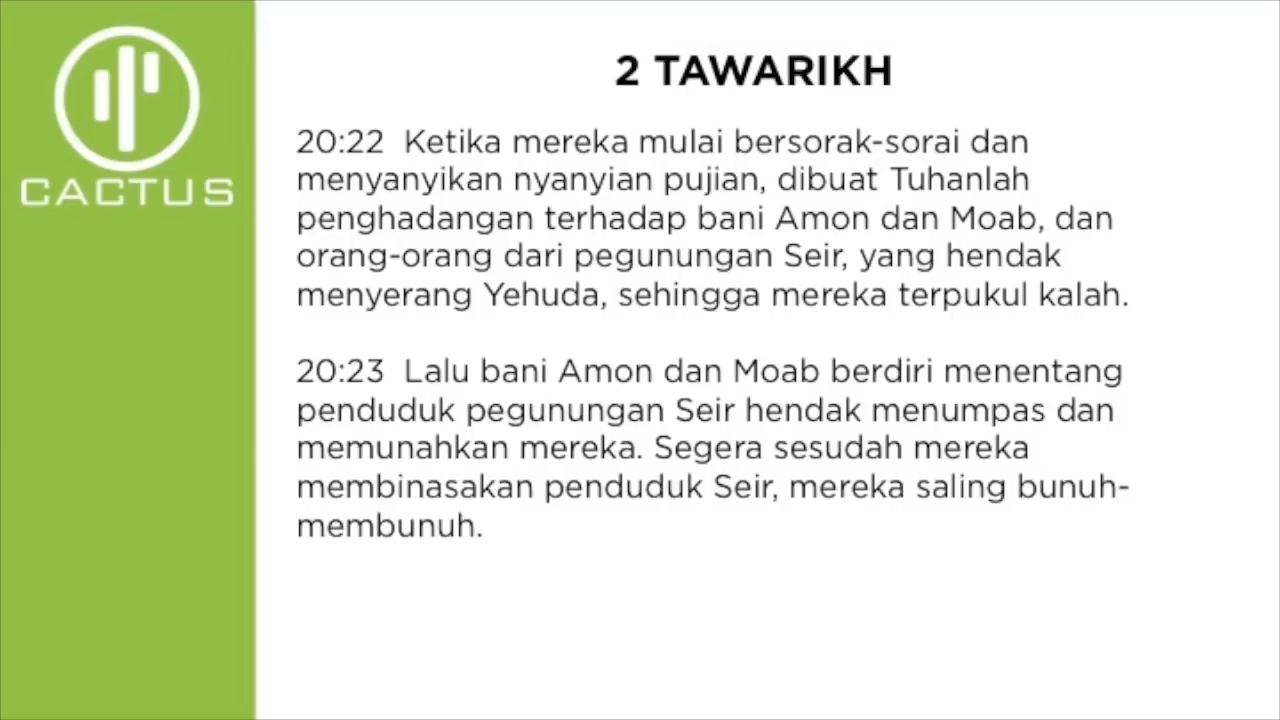 CACTUS
2 TAWARIKH
20:22 Ketika mereka mulai bersorak-sorai dan
menyanyikan nyanyian pujian, dibuat Tuhanlah
penghadangan terhadap bani Amon dan Moab, dan
orang-orang dari pegunungan Seir, yang hendak
menyerang Yehuda, sehingga mereka terpukul kalah.
20:23 Lalu bani Amon dan Moab berdiri menentang
penduduk pegunungan Seir hendak menumpas dan
memunahkan mereka. Segera sesudah mereka
membinasakan penduduk Seir, mereka saling bunuh-
membunuh.